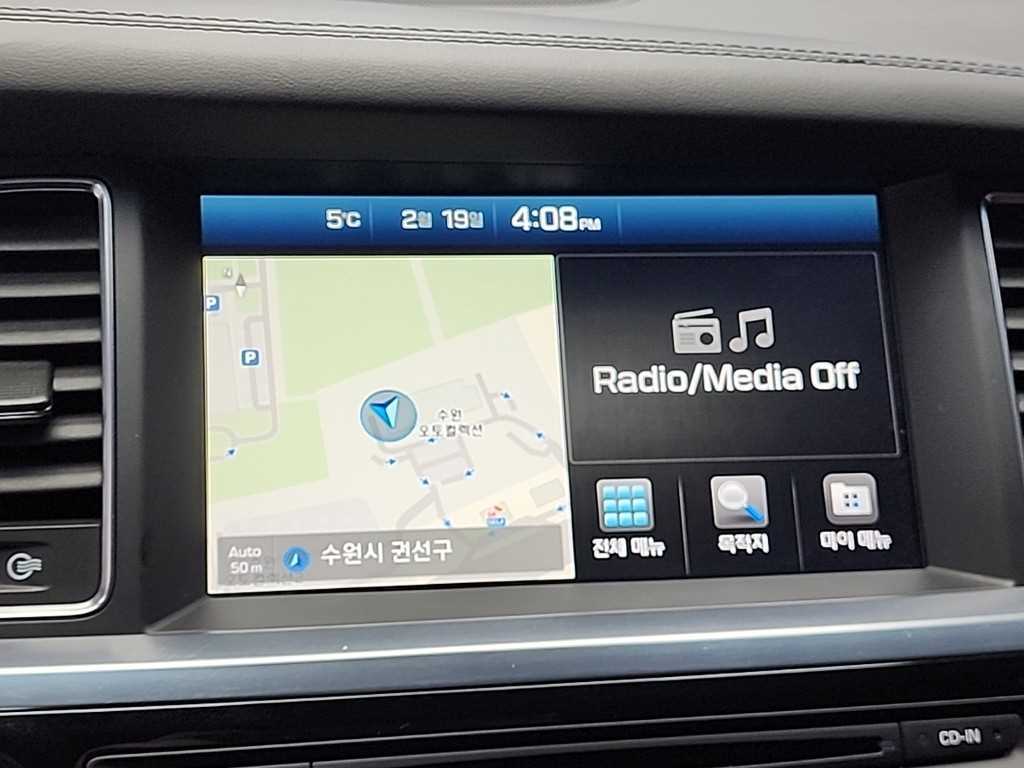 5℃ 2월 19일 4:08PM
N
P
P
수원
오토컬렉션
Radio/Media Off
Auto
50 m
수원시 권선구
전체 메뉴
목적지
마이 메뉴
CD-IN